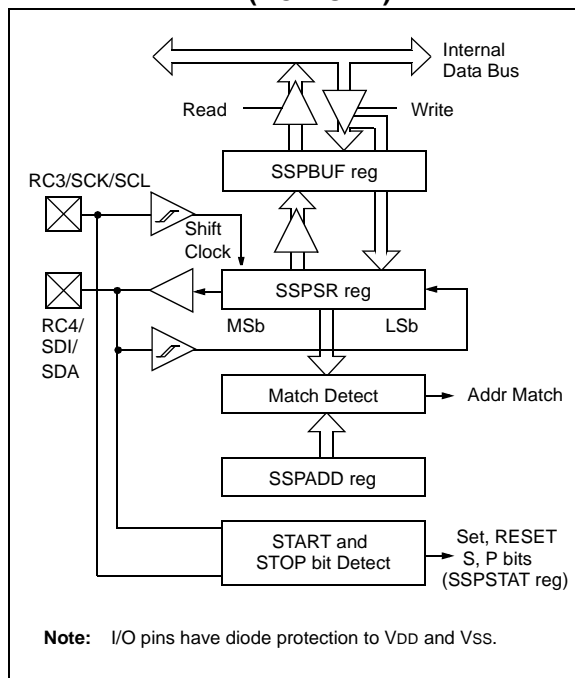 Internal
Data Bus
Read
Write
SSPBUF reg
RC3/SCK/SCL
Shift
Clock
SSPSR reg
MSb
LSb
RC4/
SDI/
SDA
Match Detect
Addr Match
SSPADD reg
START and
STOP bit Detect
Set, RESET
S, P bits
(SSPSTAT reg)
Note: I/O pins have diode protection to VDD and VSS.